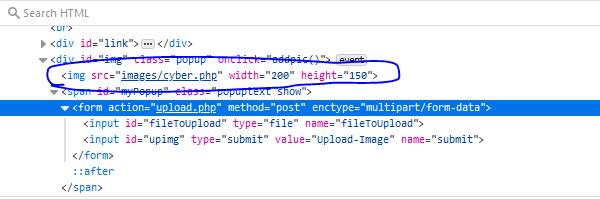 Search HTML
<br>
<div id="link"> </div>
<div id="img" class="popup" onclick="addpic()"> event
<img src="images/cyber.php" width="200" height="150">
<span id="myPopup" class="popuptext show">
<form action="upload.php" method="post" enctype="multipart/form-data">
<input id="fileToUpload" type="file" name="fileToUpload">
<input id="upimg" type="submit" value="Upload-Image" name="submit">
</form>
::after
</span>